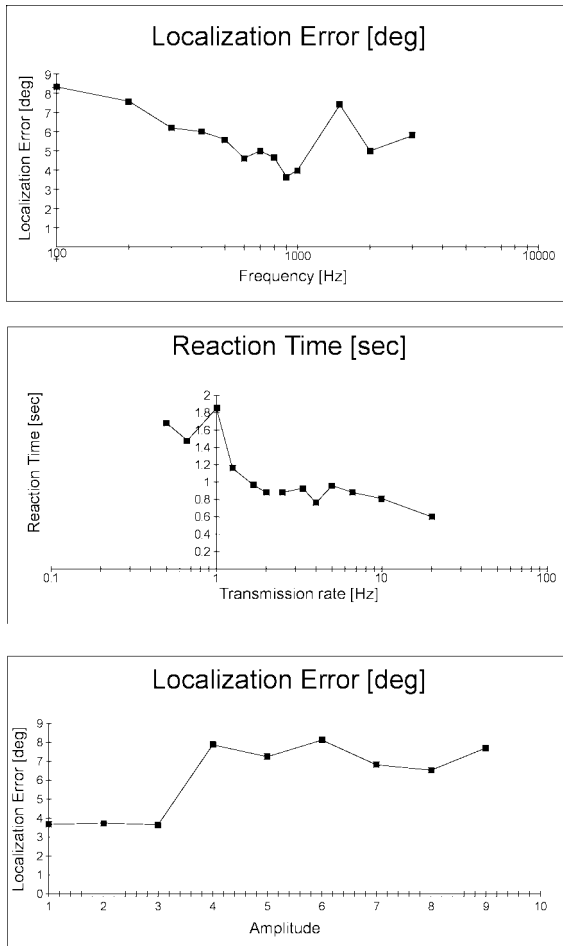 Localization Error [deg]
Localization Error [deg]
9
8
7
6
5
4
3
2
1
100 1000 10000
Frequency [Hz]
Reaction Time [sec]
Reaction Time [sec]
2
1.8
1.6
1.4
1.2
1
0.8
0.6
0.4
0.2
0.1 1 10 100
Transmission rate [Hz]
Localization Error [deg]
Localization Error [deg]
9
8
7
6
5
4
3
2
1
0
1 2 3 4 5 6 7 8 9 10
Amplitude